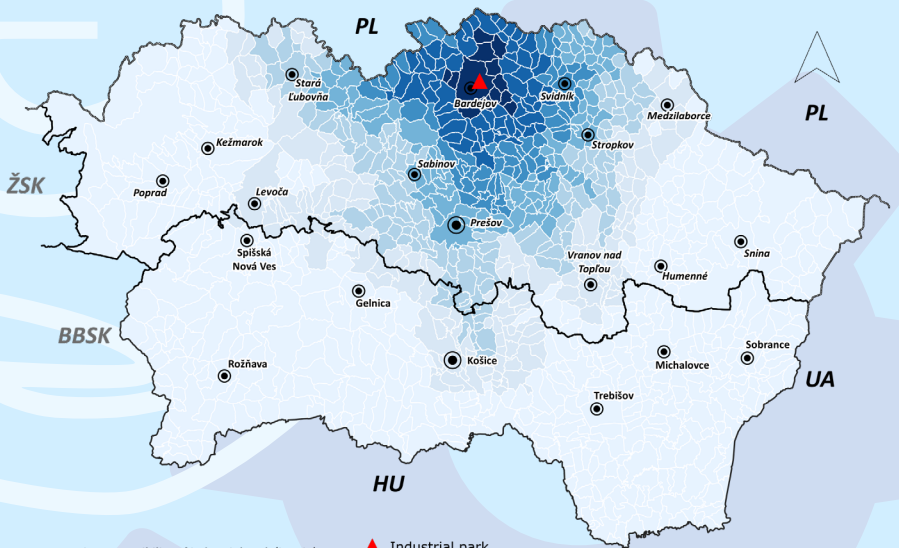 PL
Stará
Ľubovňa
Bardejov
Svidník
Medzilaborce
PL
Kežmarok
Stropkov
Sabinov
ŽSK
Poprad
Levoča
Prešov
Spišská
Nová Ves
Vranov nad
Topľou
Snina
Humenné
Gelnica
BBSK
Rožňava
Košice
Michalovce
Sobrance
UA
Trebišov
HU
Industrial park